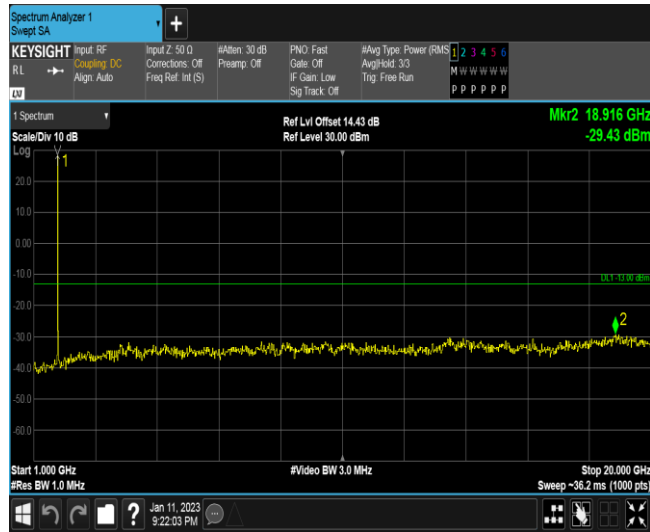 Spectrum Analyzer 1
Swept SA
+
KEYSIGHT
RL
LXI
Input: RF
Coupling: DC
Align: Auto
Input Z: 50 Ω
Corrections: Off
Freq Ref: Int (S)
#Atten: 30 dB
Preamp: Off
PNO: Fast
Gate: Off
IF Gain: Low
Sig Track: Off
#Avg Type: Power (RMS
Avg|Hold: 3/3
Trig: Free Run
1 2 3 4 5 6
M W W W W W
P P P P P P
1 Spectrum
Scale/Div 10 dB
Log
Ref Lvl Offset 14.43 dB
Ref Level 30.00 dBm
Mkr2 18.916 GHz
-29.43 dBm
1
20.0
10.0
0.00
-10.0
DL1 -13.00 dBm
-20.0
2
-30.0
-40.0
-50.0
-60.0
Start 1.000 GHz
#Video BW 3.0 MHz
Stop 20.000 GHz
#Res BW 1.0 MHz
Sweep ~36.2 ms (1000 pts)
?
Jan 11, 2023
9:22:03 PM